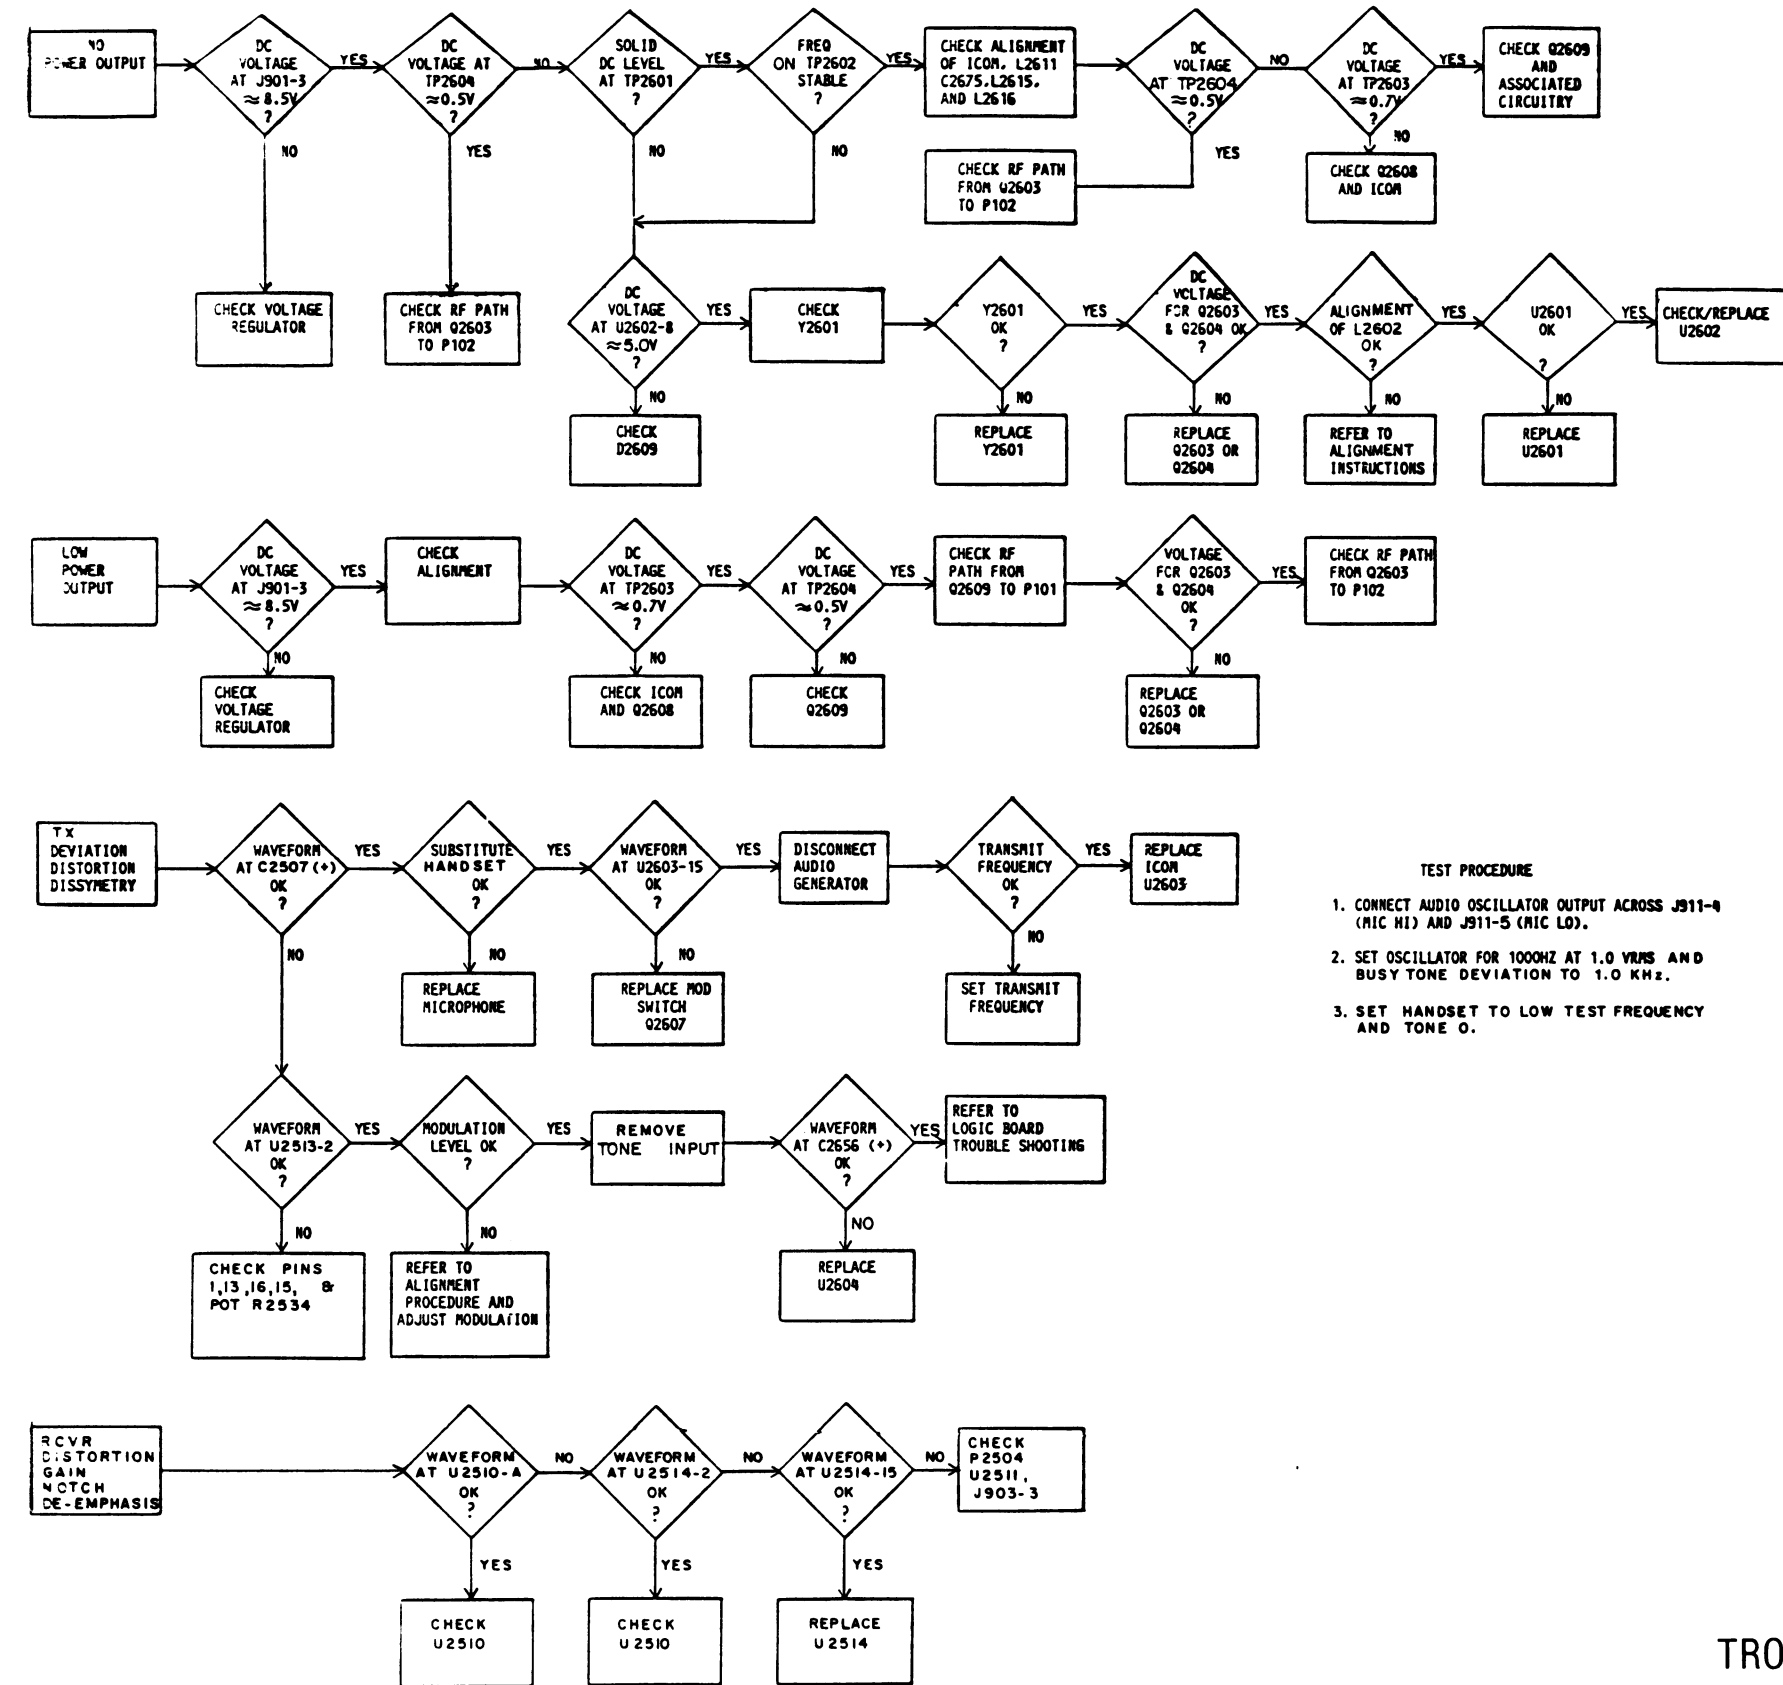 NO
POWER OUTPUT
DC
VOLTAGE
AT J901-3
≈8.5V
?
YES
NO
CHECK VOLTAGE
REGULATOR
DC
VOLTAGE AT
TP2604
≈0.5V
?
NO
YES
CHECK RF PATH
FROM Q2603
TO P102
SOLID
DC LEVEL
AT TP2601
?
YES
NO
FREQ
ON TP2602
STABLE
?
YES
NO
CHECK ALIGNMENT
OF ICOM, L2611
C2675.L2615.
AND L2616
DC
VOLTAGE
AT TP2604
≈0.5V
?
NO
YES
CHECK RF PATH
FROM Q2603
TO P102
DC
VOLTAGE
AT TP2603
≈0.7V
?
YES
NO
CHECK Q2608
AND ICOM
CHECK Q2609
AND
ASSOCIATED
CIRCUITRY
DC
VOLTAGE
AT U2602-8
≈5.0V
?
YES
NO
CHECK
D2609
CHECK
Y2601
Y2601
OK
?
YES
NO
REPLACE
Y2601
DC
VOLTAGE
FOR Q2603
& Q2604 OK
?
YES
NO
REPLACE
Q2603 OR
Q2604
ALIGNMENT
OF L2602
OK
?
YES
NO
REFER TO
ALIGNMENT
INSTRUCTIONS
U2601
OK
?
YES
NO
REPLACE
U2601
CHECK/REPLACE
U2602
LOW
POWER
OUTPUT
DC
VOLTAGE
AT J901-3
≈8.5V
?
YES
NO
CHECK
VOLTAGE
REGULATOR
CHECK
ALIGNMENT
DC
VOLTAGE
AT TP2603
≈0.7V
?
YES
NO
CHECK ICOM
AND Q2608
DC
VOLTAGE
AT TP2604
≈0.5V
?
YES
NO
CHECK
Q2609
CHECK RF
PATH FROM
Q2609 TO P101
VOLTAGE
FOR Q2603
& Q2604
OK
?
YES
NO
REPLACE
Q2603 OR
Q2604
CHECK RF PATH
FROM Q2603
TO P102
TX
DEVIATION
DISTORTION
DISSYMETRY
WAVEFORM
AT C2507 (+)
OK
?
YES
NO
SUBSTITUTE
HANDSET
OK
?
YES
NO
REPLACE
MICROPHONE
WAVEFORM
AT U2603-15
OK
?
YES
NO
REPLACE MOD
SWITCH
Q2607
DISCONNECT
AUDIO
GENERATOR
TRANSMIT
FREQUENCY
OK
?
YES
NO
SET TRANSMIT
FREQUENCY
REPLACE
ICOM
U2603
TEST PROCEDURE
1. CONNECT AUDIO OSCILLATOR OUTPUT ACROSS J911-4
(MIC HI) AND J911-5 (MIC LO).
2. SET OSCILLATOR FOR 1000HZ AT 1.0 VRMS AND
BUSY TONE DEVIATION TO 1.0 KHz.
3. SET HANDSET TO LOW TEST FREQUENCY
AND TONE O.
WAVEFORM
AT U2513-2
OK
?
YES
NO
CHECK PINS
1,13,16,15, &
POT R2534
MODULATION
LEVEL OK
?
YES
NO
REFER TO
ALIGNMENT
PROCEDURE AND
ADJUST MODULATION
REMOVE
TONE INPUT
WAVEFORM
AT C2656 (+)
OK
?
YES
NO
REPLACE
U2604
REFER TO
LOGIC BOARD
TROUBLE SHOOTING
RCVR
DISTORTION
GAIN
NOTCH
DE-EMPHASIS
WAVEFORM
AT U2510-A
OK
?
NO
YES
CHECK
U2510
WAVEFORM
AT U2514-2
OK
?
NO
YES
CHECK
U2510
WAVEFORM
AT U2514-15
OK
?
NO
YES
REPLACE
U2514
CHECK
P2504
U2511,
J903-3
TRO